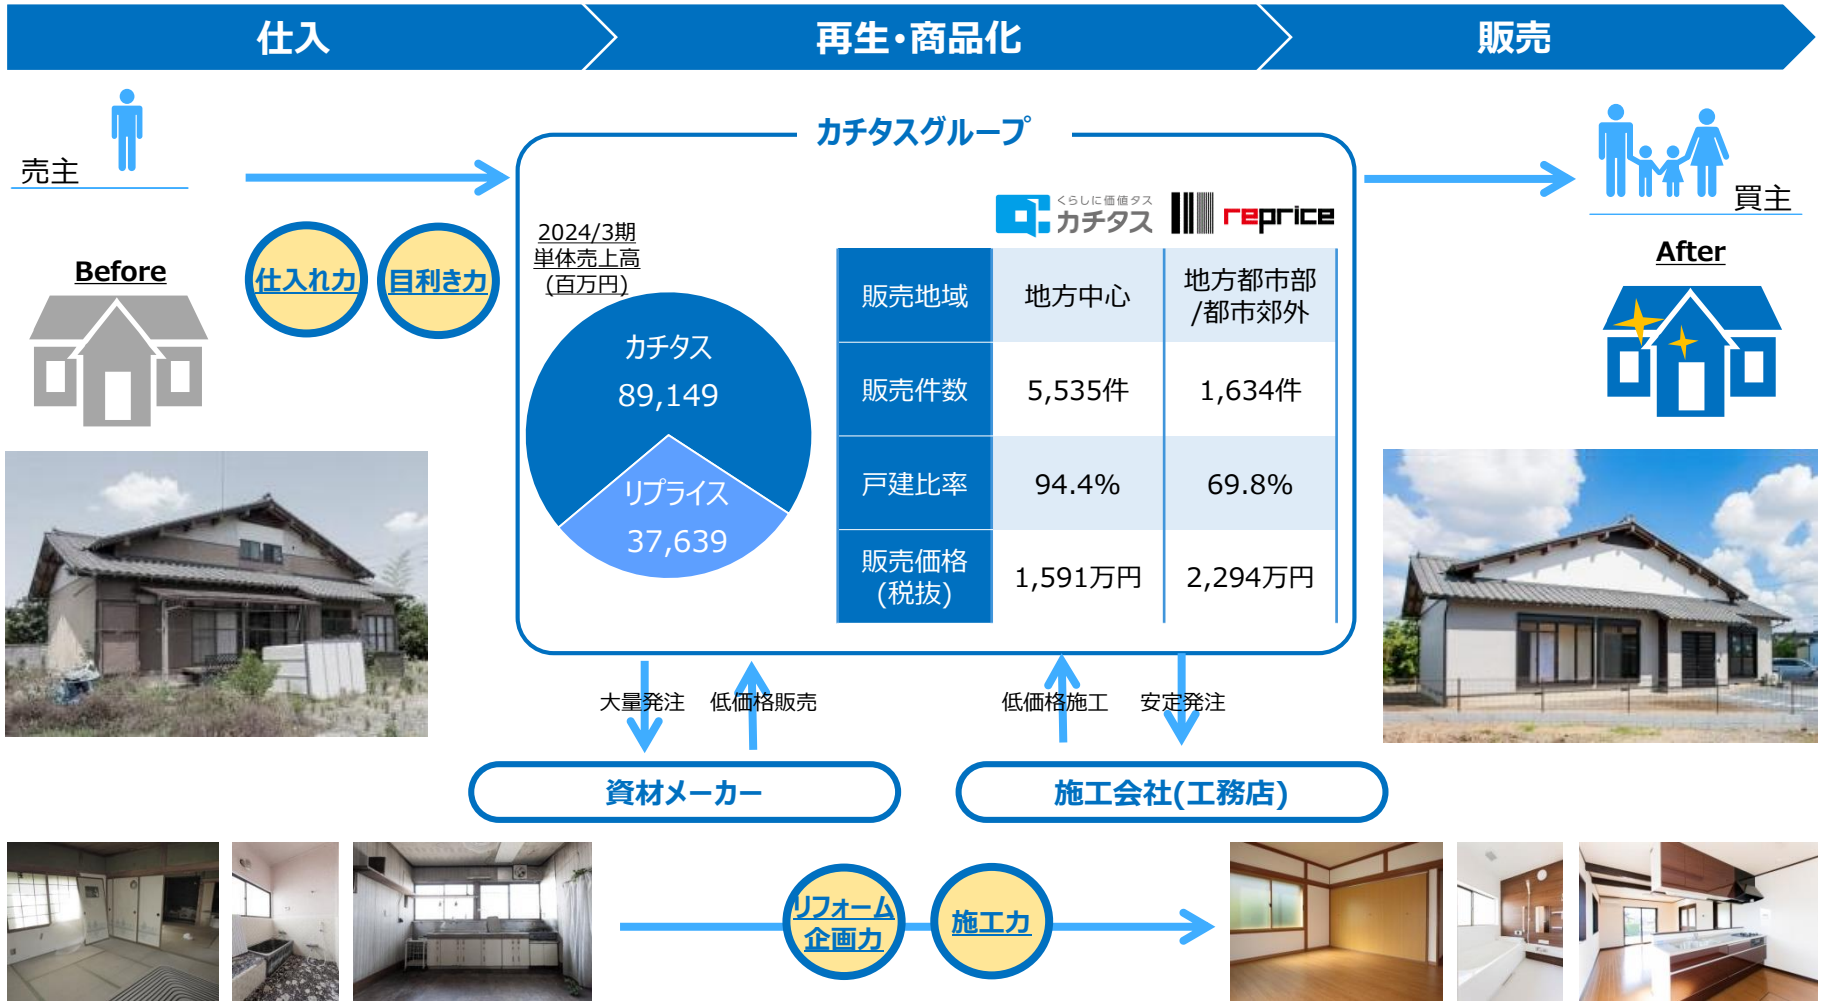 仕入
再生・商品化
販売
売主
カチタスグループ
買主
Before
仕入れ力
目利き力
After
2024/3期
単体売上高
(百万円)
カチタス
89,149
リプライス
37,639
くらしに価値タス
カチタス
reprice
販売地域
地方中心
地方都市部
/都市郊外
販売件数
5,535件
1,634件
戸建比率
94.4%
69.8%
販売価格
(税抜)
1,591万円
2,294万円
大量発注
低価格販売
低価格施工
安定発注
資材メーカー
施工会社(工務店)
リフォーム
企画力
施工力